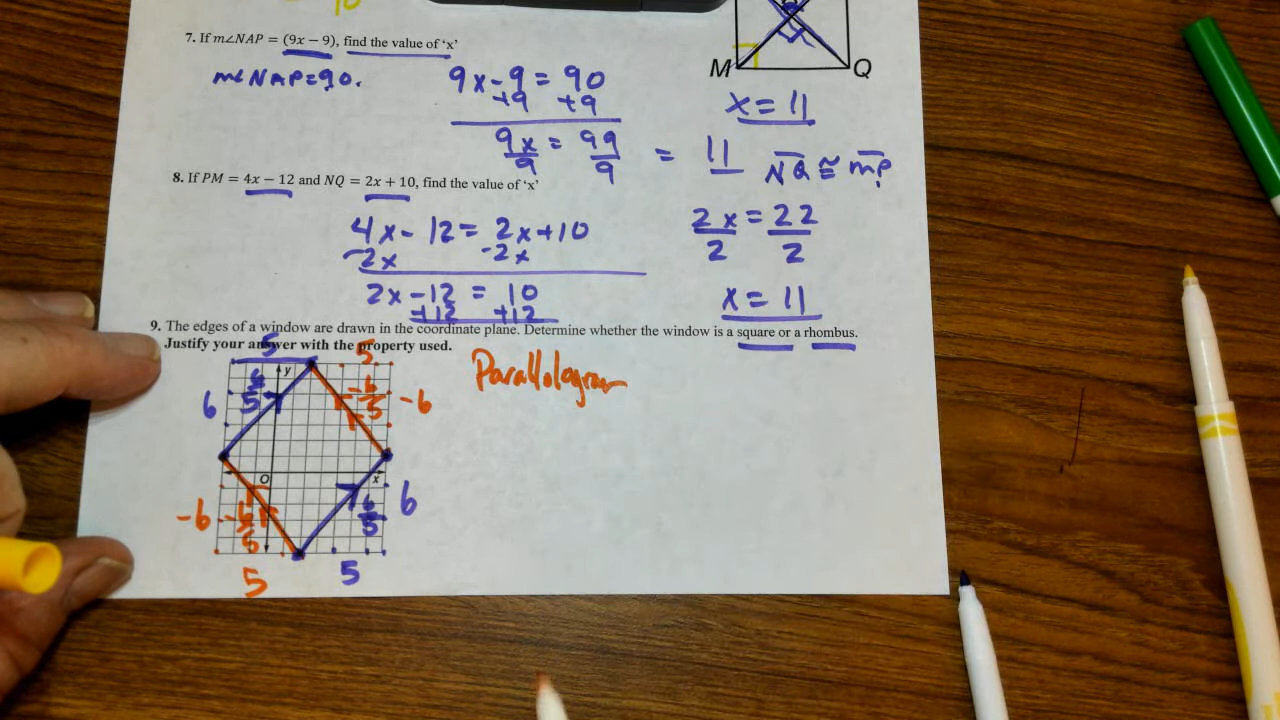 10
7. If m∠NAP = (9x − 9), find the value of 'x'
M Q
m∠NAP=90.
9x-9 = 90
+9 +9
x = 11
9x/9 = 99/9 = 11
NQ ≅ MP
8. If PM = 4x − 12 and NQ = 2x + 10, find the value of 'x'
4x - 12 = 2x+10
-2x -2x
2x/2 = 22/2
2x -12 = 10
+12 +12
x = 11
9. The edges of a window are drawn in the coordinate plane. Determine whether the window is a square or a rhombus.
Justify your answer with the property used.
5 5
y
Parallologram
6 6/5 -6/5 -6
O x
-6 -6/5 6/5 6
5 5